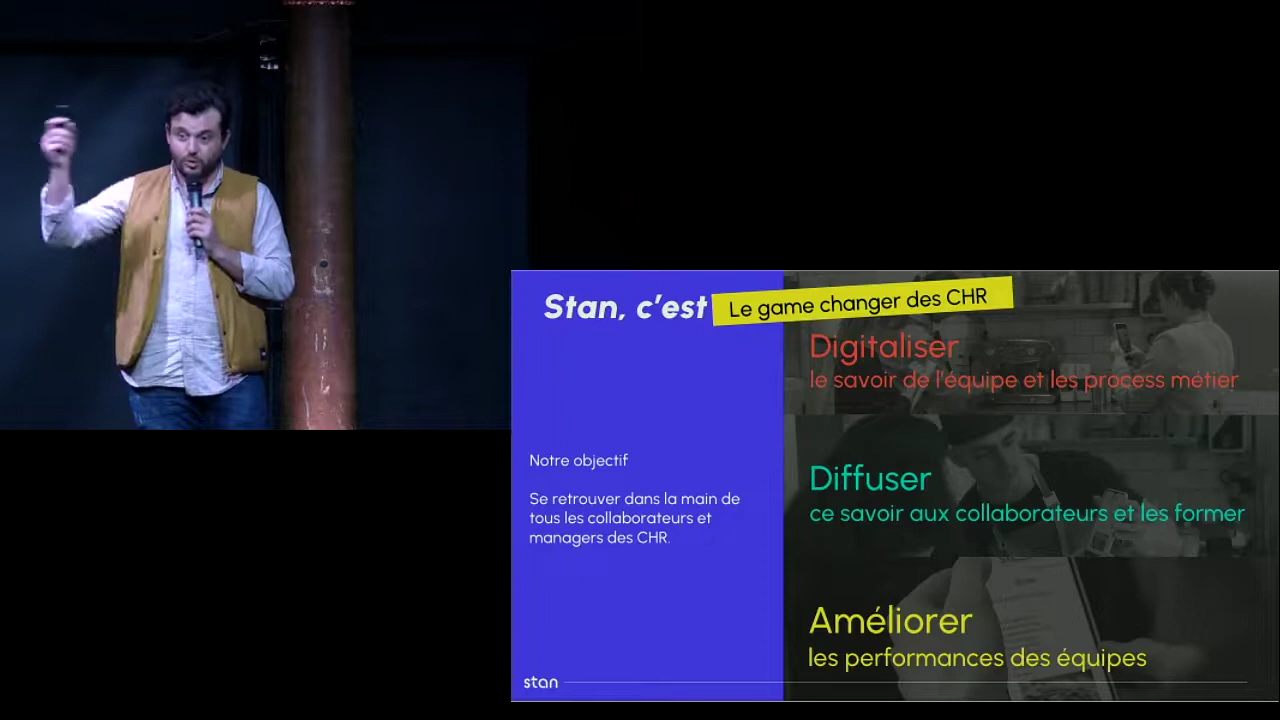 Stan, c'est
Le game changer des CHR
Digitaliser
le savoir de l'équipe et les process métier
Notre objectif
Se retrouver dans la main de
tous les collaborateurs et
managers des CHR.
Diffuser
ce savoir aux collaborateurs et les former
Améliorer
les performances des équipes
stan